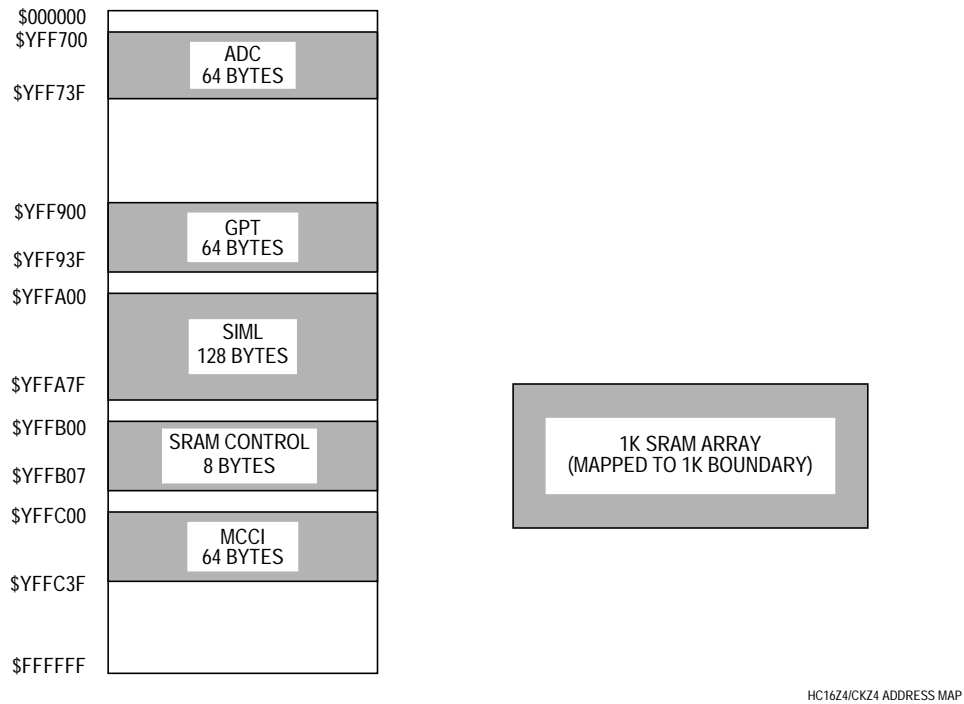 $000000
$YFF700
ADC
64 BYTES
$YFF73F
$YFF900
GPT
64 BYTES
$YFF93F
$YFFA00
SIML
128 BYTES
$YFFA7F
$YFFB00
SRAM CONTROL
8 BYTES
$YFFB07
$YFFC00
MCCI
64 BYTES
$YFFC3F
$FFFFFF
1K SRAM ARRAY
(MAPPED TO 1K BOUNDARY)
HC16Z4/CKZ4 ADDRESS MAP